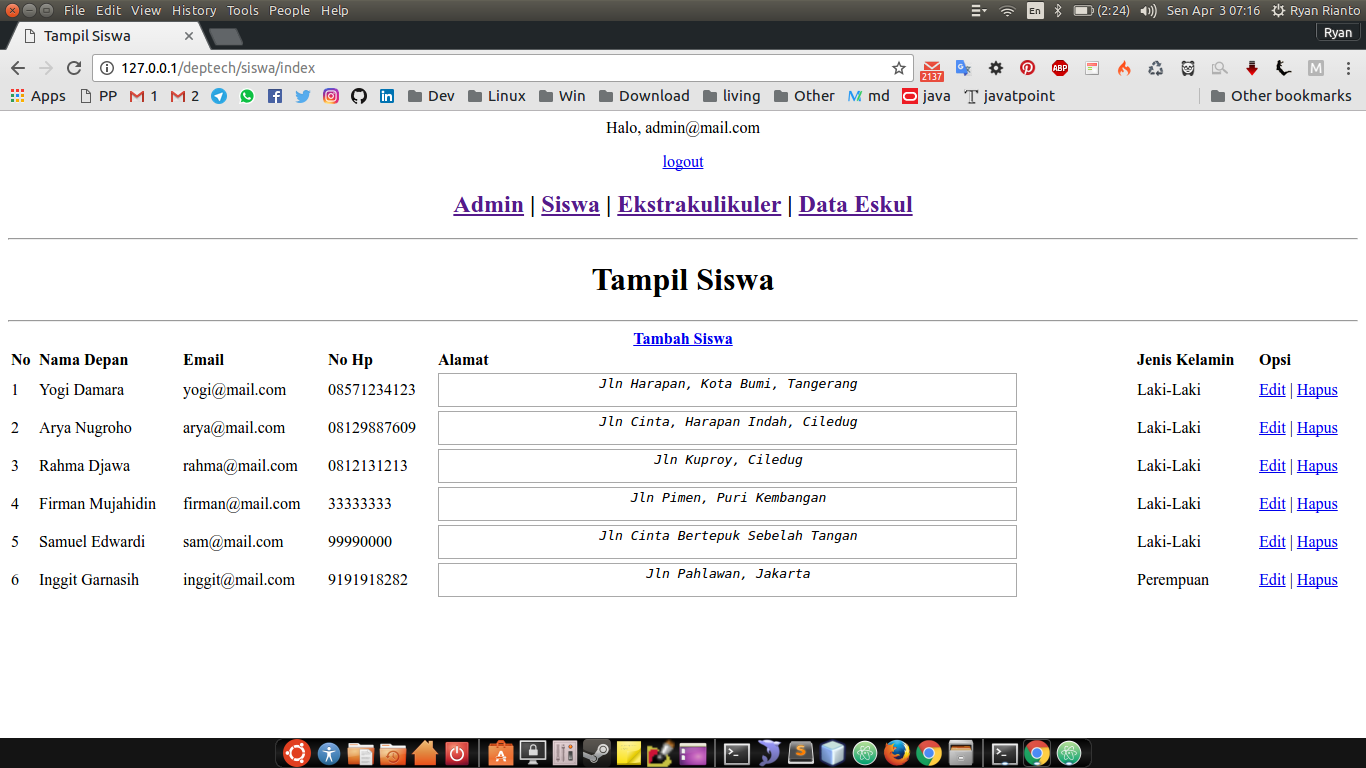 File Edit View History Tools People Help En (2:24) Sen Apr 3 07:16 Ryan Rianto
Tampil Siswa Ryan
127.0.0.1/deptech/siswa/index 2137 ABP M
Apps PP 1 2 Dev Linux Win Download living Other md java javatpoint Other bookmarks
Halo, admin@mail.com
logout
Admin | Siswa | Ekstrakulikuler | Data Eskul
Tampil Siswa
Tambah Siswa
No Nama Depan Email No Hp Alamat Jenis Kelamin Opsi
1 Yogi Damara yogi@mail.com 08571234123 Jln Harapan, Kota Bumi, Tangerang Laki-Laki Edit | Hapus
2 Arya Nugroho arya@mail.com 08129887609 Jln Cinta, Harapan Indah, Ciledug Laki-Laki Edit | Hapus
3 Rahma Djawa rahma@mail.com 0812131213 Jln Kuproy, Ciledug Laki-Laki Edit | Hapus
4 Firman Mujahidin firman@mail.com 33333333 Jln Pimen, Puri Kembangan Laki-Laki Edit | Hapus
5 Samuel Edwardi sam@mail.com 99990000 Jln Cinta Bertepuk Sebelah Tangan Laki-Laki Edit | Hapus
6 Inggit Garnasih inggit@mail.com 9191918282 Jln Pahlawan, Jakarta Perempuan Edit | Hapus